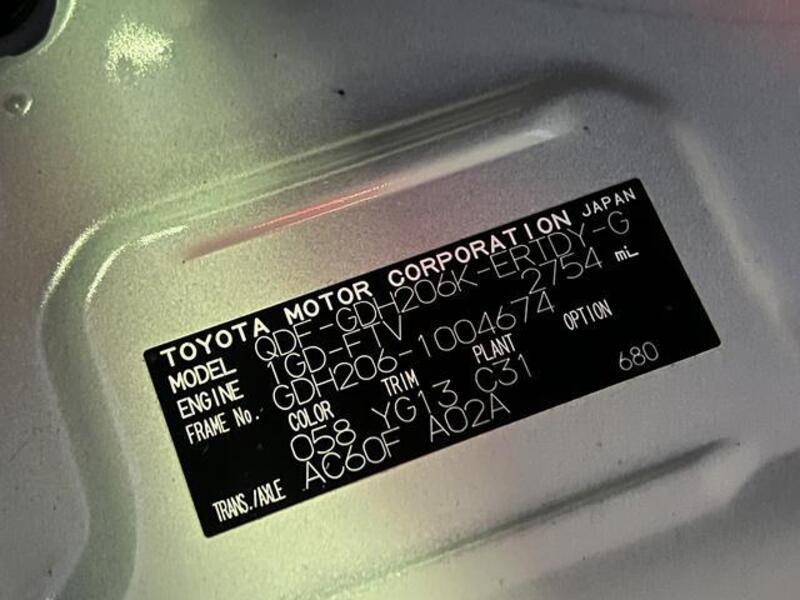 TOYOTA MOTOR CORPORATION JAPAN
MODEL QDF-GDH206K-ERTDY-G
ENGINE 1GD-FTV 2754 mL
FRAME No. GDH206-1004674
COLOR TRIM PLANT OPTION
058 YG13 C31 680
TRANS./AXLE AC60F A02A